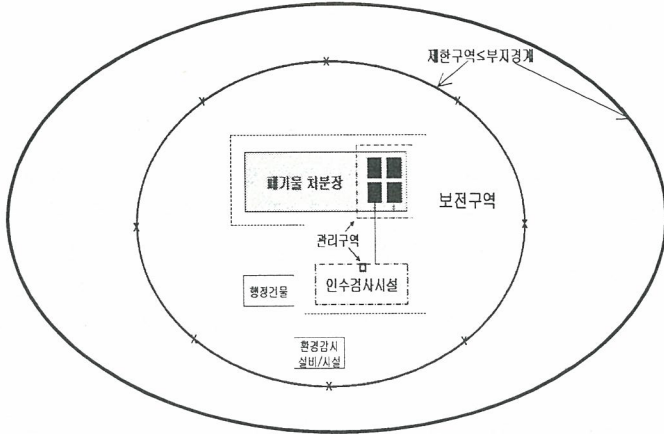 제한구역≤부지경계
폐기물 처분장
보전구역
관리구역
인수검사시설
행정건물
환경감시
설비/시설